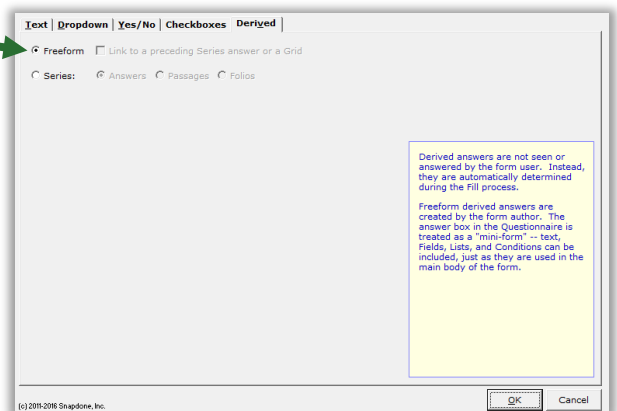 Text | Dropdown | Yes/No | Checkboxes | Derived
Freeform Link to a preceding Series answer or a Grid
Series: Answers Passages Folios
Derived answers are not seen or
answered by the form user. Instead,
they are automatically determined
during the Fill process.
Freeform derived answers are
created by the form author. The
answer box in the Questionnaire is
treated as a "mini-form" -- text,
Fields, Lists, and Conditions can be
included, just as they are used in the
main body of the form.
(c) 2011-2016 Snapdone, Inc.
OK Cancel